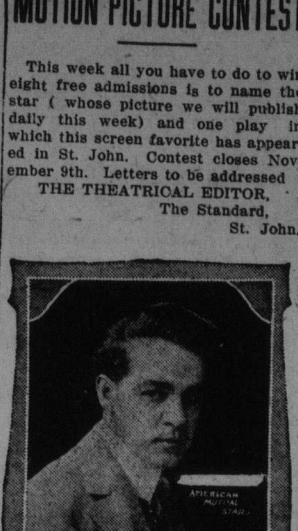 MOTION PICTURE CONTEST
This week all you have to do to win
eight free admissions is to name the
star ( whose picture we will publish
daily this week) and one play in
which this screen favorite has appear-
ed in St. John. Contest closes Nov-
ember 9th. Letters to be addressed
THE THEATRICAL EDITOR,
The Standard,
St. John.
AMERICAN
MUTUAL
STAR